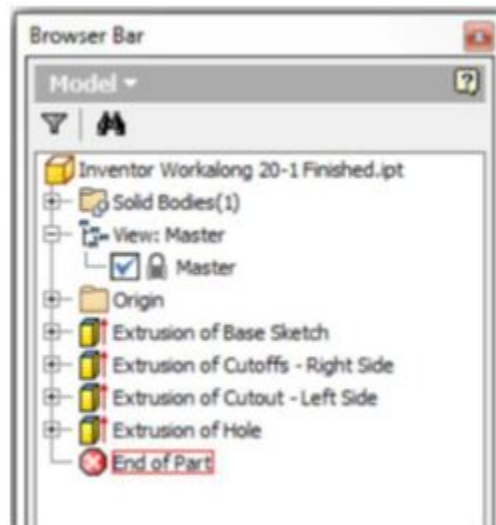 Browser Bar
Model
Inventor Workalong 20-1 Finished.ipt
Solid Bodies(1)
View: Master
Master
Origin
Extrusion of Base Sketch
Extrusion of Cutoffs - Right Side
Extrusion of Cutout - Left Side
Extrusion of Hole
End of Part